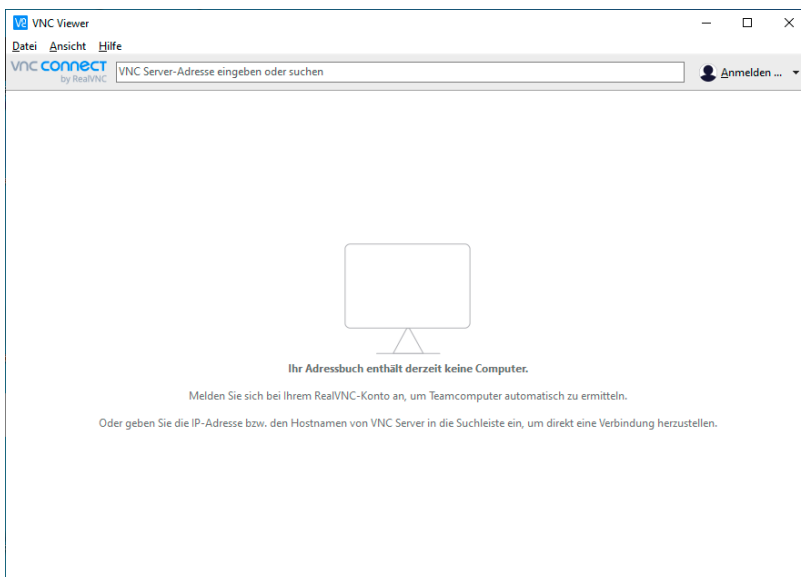 VNC Viewer
Datei Ansicht Hilfe
vnc connect
by RealVNC
VNC Server-Adresse eingeben oder suchen
Anmelden ...
Ihr Adressbuch enthält derzeit keine Computer.
Melden Sie sich bei Ihrem RealVNC-Konto an, um Teamcomputer automatisch zu ermitteln.
Oder geben Sie die IP-Adresse bzw. den Hostnamen von VNC Server in die Suchleiste ein, um direkt eine Verbindung herzustellen.